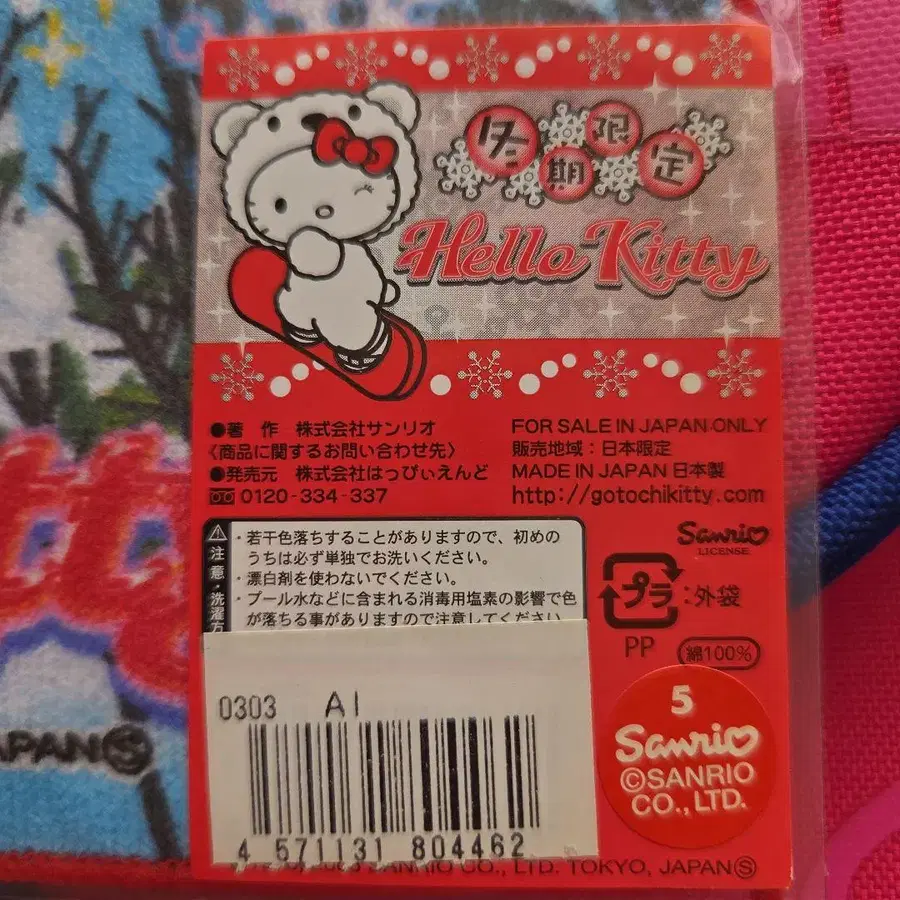 冬期限定
Hello Kitty
●著 作 株式会社サンリオ
〈商品に関するお問い合わせ先〉
●発売元 株式会社はっぴぃえんど
0120-334-337
FOR SALE IN JAPAN ONLY
販売地域：日本限定
MADE IN JAPAN 日本製
http://gotochikitty.com
Sanrio
LICENSE
注意・洗濯方
・若干色落ちすることがありますので、初めの
うちは必ず単独でお洗いください。
・漂白剤を使わないでください。
・プール水などに含まれる消毒用塩素の影響で色
が落ちる事がありますので注意してください。
プラ：外袋
PP
綿100%
0303 A1
4 571131 804462
5
Sanrio
©SANRIO
CO., LTD.
SANRIO CO., LTD. TOKYO, JAPANⓈ
JAPANⓈ